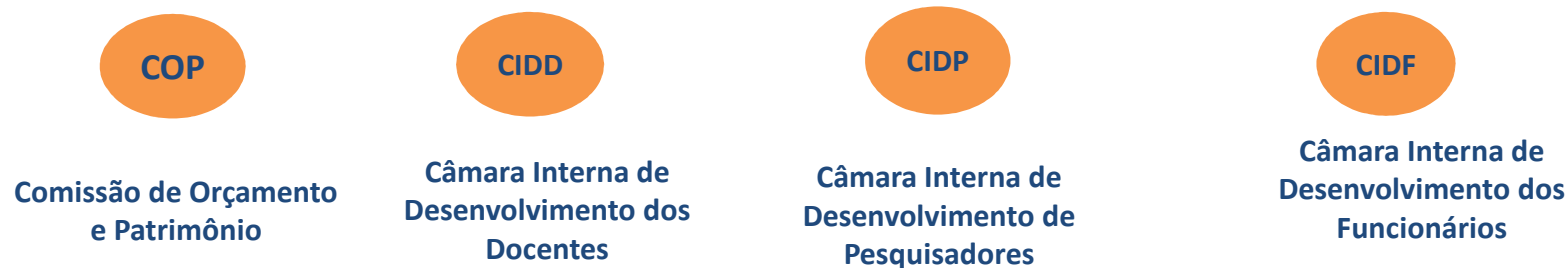 COP
Comissão de Orçamento
e Patrimônio
CIDD
Câmara Interna de
Desenvolvimento dos
Docentes
CIDP
Câmara Interna de
Desenvolvimento de
Pesquisadores
CIDF
Câmara Interna de
Desenvolvimento dos
Funcionários